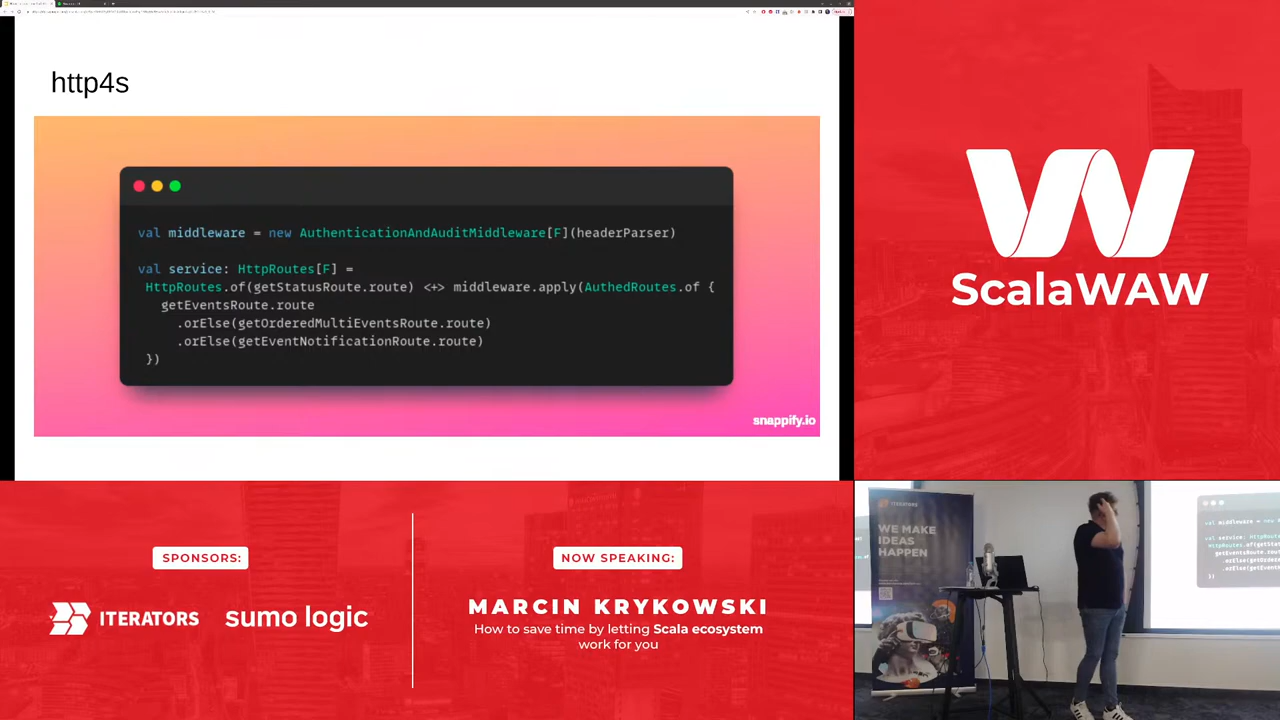 http4s
val middleware = new AuthenticationAndAuditMiddleware[F](headerParser)
val service: HttpRoutes[F] =
HttpRoutes.of(getStatusRoute.route) <+> middleware.apply(AuthedRoutes.of {
getEventsRoute.route
.orElse(getOrderedMultiEventsRoute.route)
.orElse(getEventNotificationRoute.route)
})
snappify.io
ScalaWAW
SPONSORS:
ITERATORS
sumo logic
NOW SPEAKING:
MARCIN KRYKOWSKI
How to save time by letting Scala ecosystem
work for you
ITERATORS
WE MAKE
IDEAS
HAPPEN